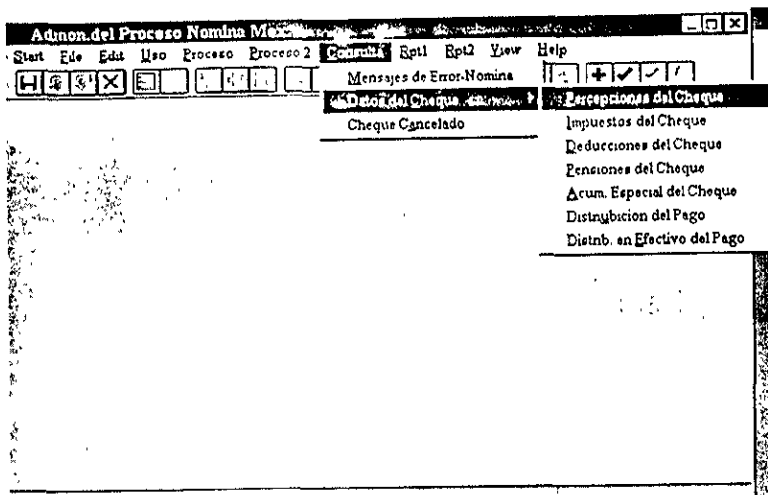 Admon.del Proceso Nomina
Start File Edit Uso Proceso Proceso 2 Consulta Rpt1 Rpt2 View Help
Mensajes de Error-Nomina
Datos del Cheque
Cheque Cancelado
Percepciones del Cheque
Impuestos del Cheque
Deducciones del Cheque
Pensiones del Cheque
Acum. Especial del Cheque
Distnybicion del Pago
Distnb. en Efectivo del Pago